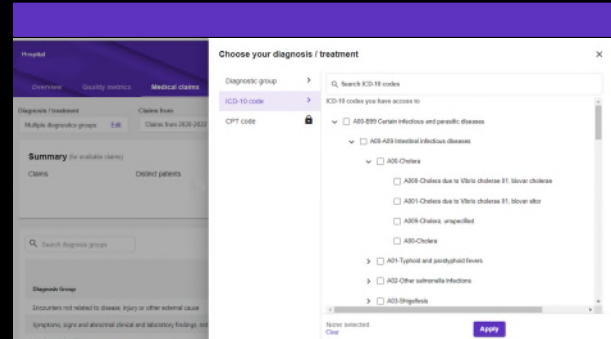 Hospital
Overview Quality metrics Medical claims
Diagnosis / treatment Claims from
Multiple diagnostics groups Edit Claims from 2020-2022
Summary (for available claims)
Claims Distinct patients
Search diagnosis groups
Diagnosis Group
Encounters not related to disease, injury or other external cause
Symptoms, signs and abnormal clinical and laboratory findings, not
Choose your diagnosis / treatment
Diagnostic group
ICD-10 code
CPT code
Search ICD-10 codes
ICD-10 codes you have access to
A00-B99 Certain infectious and parasitic diseases
A00-A09 Intestinal infectious diseases
A00-Cholera
A000-Cholera due to Vibrio cholerae 01, biovar cholerae
A001-Cholera due to Vibrio cholerae 01, biovar eltor
A009-Cholera, unspecified
A00-Cholera
A01-Typhoid and paratyphoid fevers
A02-Other salmonella infections
A03-Shigellosis
None selected
Clear
Apply